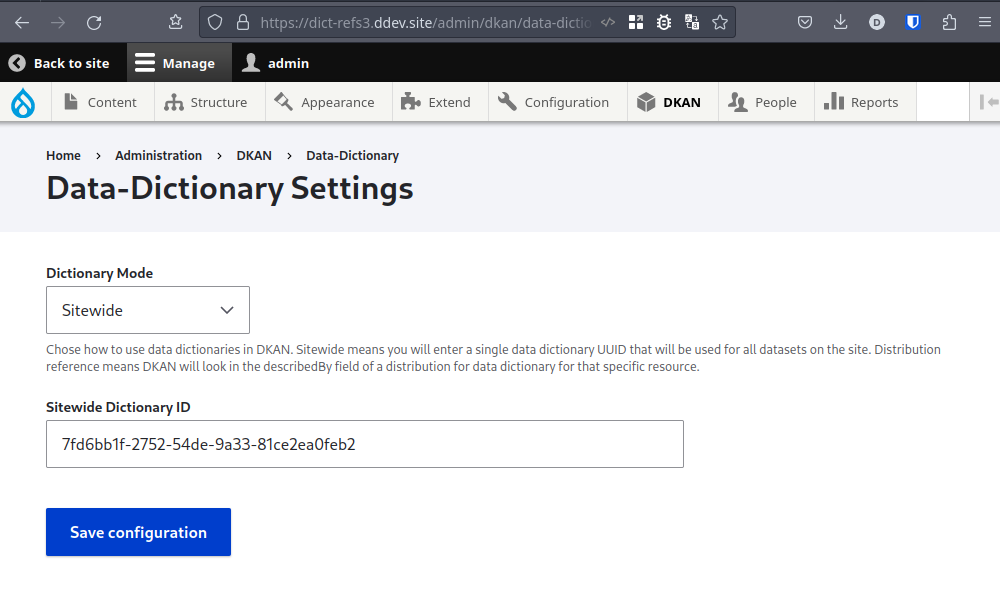 https://dict-refs3.ddev.site/admin/dkan/data-dictio
D
Back to site
Manage
admin
Content
Structure
Appearance
Extend
Configuration
DKAN
People
Reports
Home › Administration › DKAN › Data-Dictionary
Data-Dictionary Settings
Dictionary Mode
Sitewide
Chose how to use data dictionaries in DKAN. Sitewide means you will enter a single data dictionary UUID that will be used for all datasets on the site. Distribution
reference means DKAN will look in the describedBy field of a distribution for data dictionary for that specific resource.
Sitewide Dictionary ID
7fd6bb1f-2752-54de-9a33-81ce2ea0feb2
Save configuration